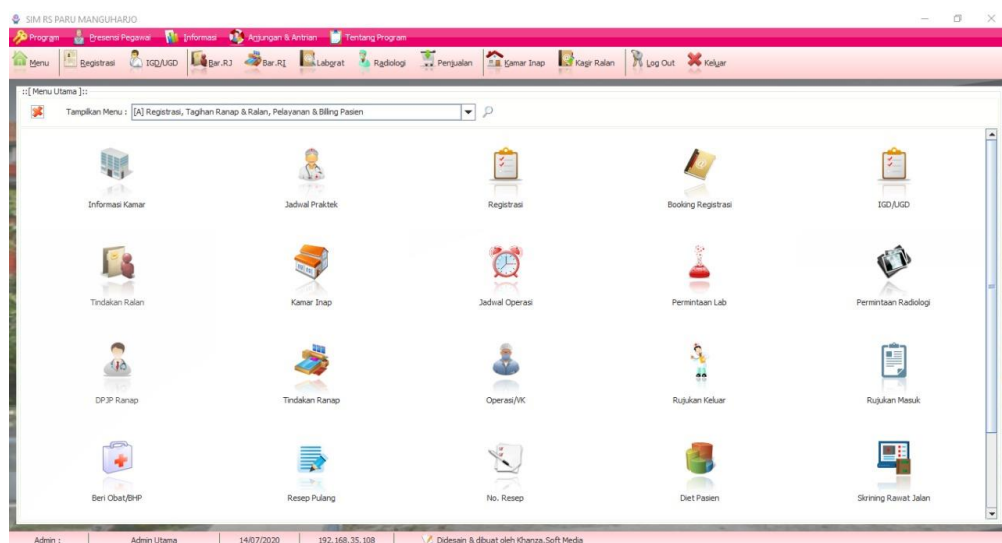 SIM RS PARU MANGUHARJO
Program Presensi Pegawai Informasi Anjungan & Antrian Tentang Program
Menu Registrasi IGD/UGD Bar.RJ Bar.RI Laborat Radiologi Penjualan Kamar Inap Kasir Ralan Log Out Keluar
::[ Menu Utama ]::
Tampilkan Menu : [A] Registrasi, Tagihan Ranap & Ralan, Pelayanan & Billing Pasien
Informasi Kamar Jadwal Praktek Registrasi Booking Registrasi IGD/UGD
Tindakan Ralan Kamar Inap Jadwal Operasi Permintaan Lab Permintaan Radiologi
DPJP Ranap Tindakan Ranap Operasi/VK Rujukan Keluar Rujukan Masuk
Beri Obat/BHP Resep Pulang No. Resep Diet Pasien Skrining Rawat Jalan
Admin : Admin Utama 14/07/2020 192.168.35.108 Didesain & dibuat oleh Khanza.Soft Media